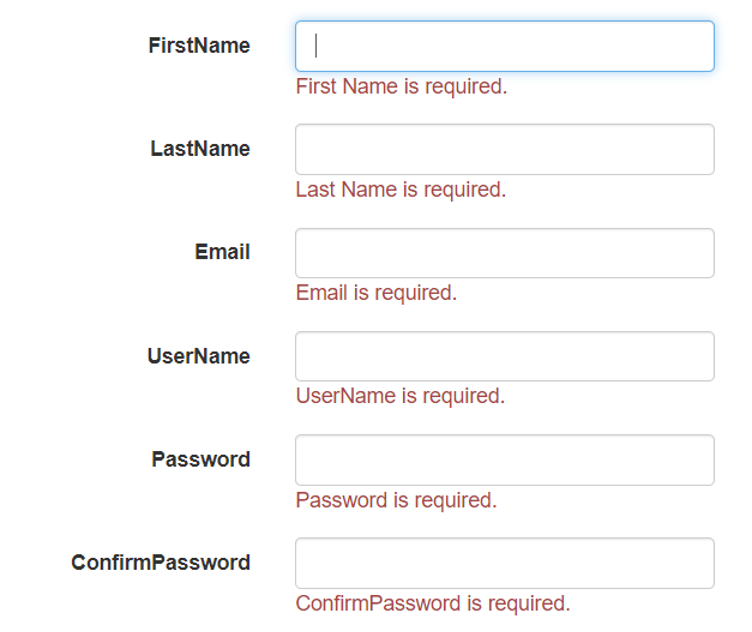 FirstName
First Name is required.
LastName
Last Name is required.
Email
Email is required.
UserName
UserName is required.
Password
Password is required.
ConfirmPassword
ConfirmPassword is required.